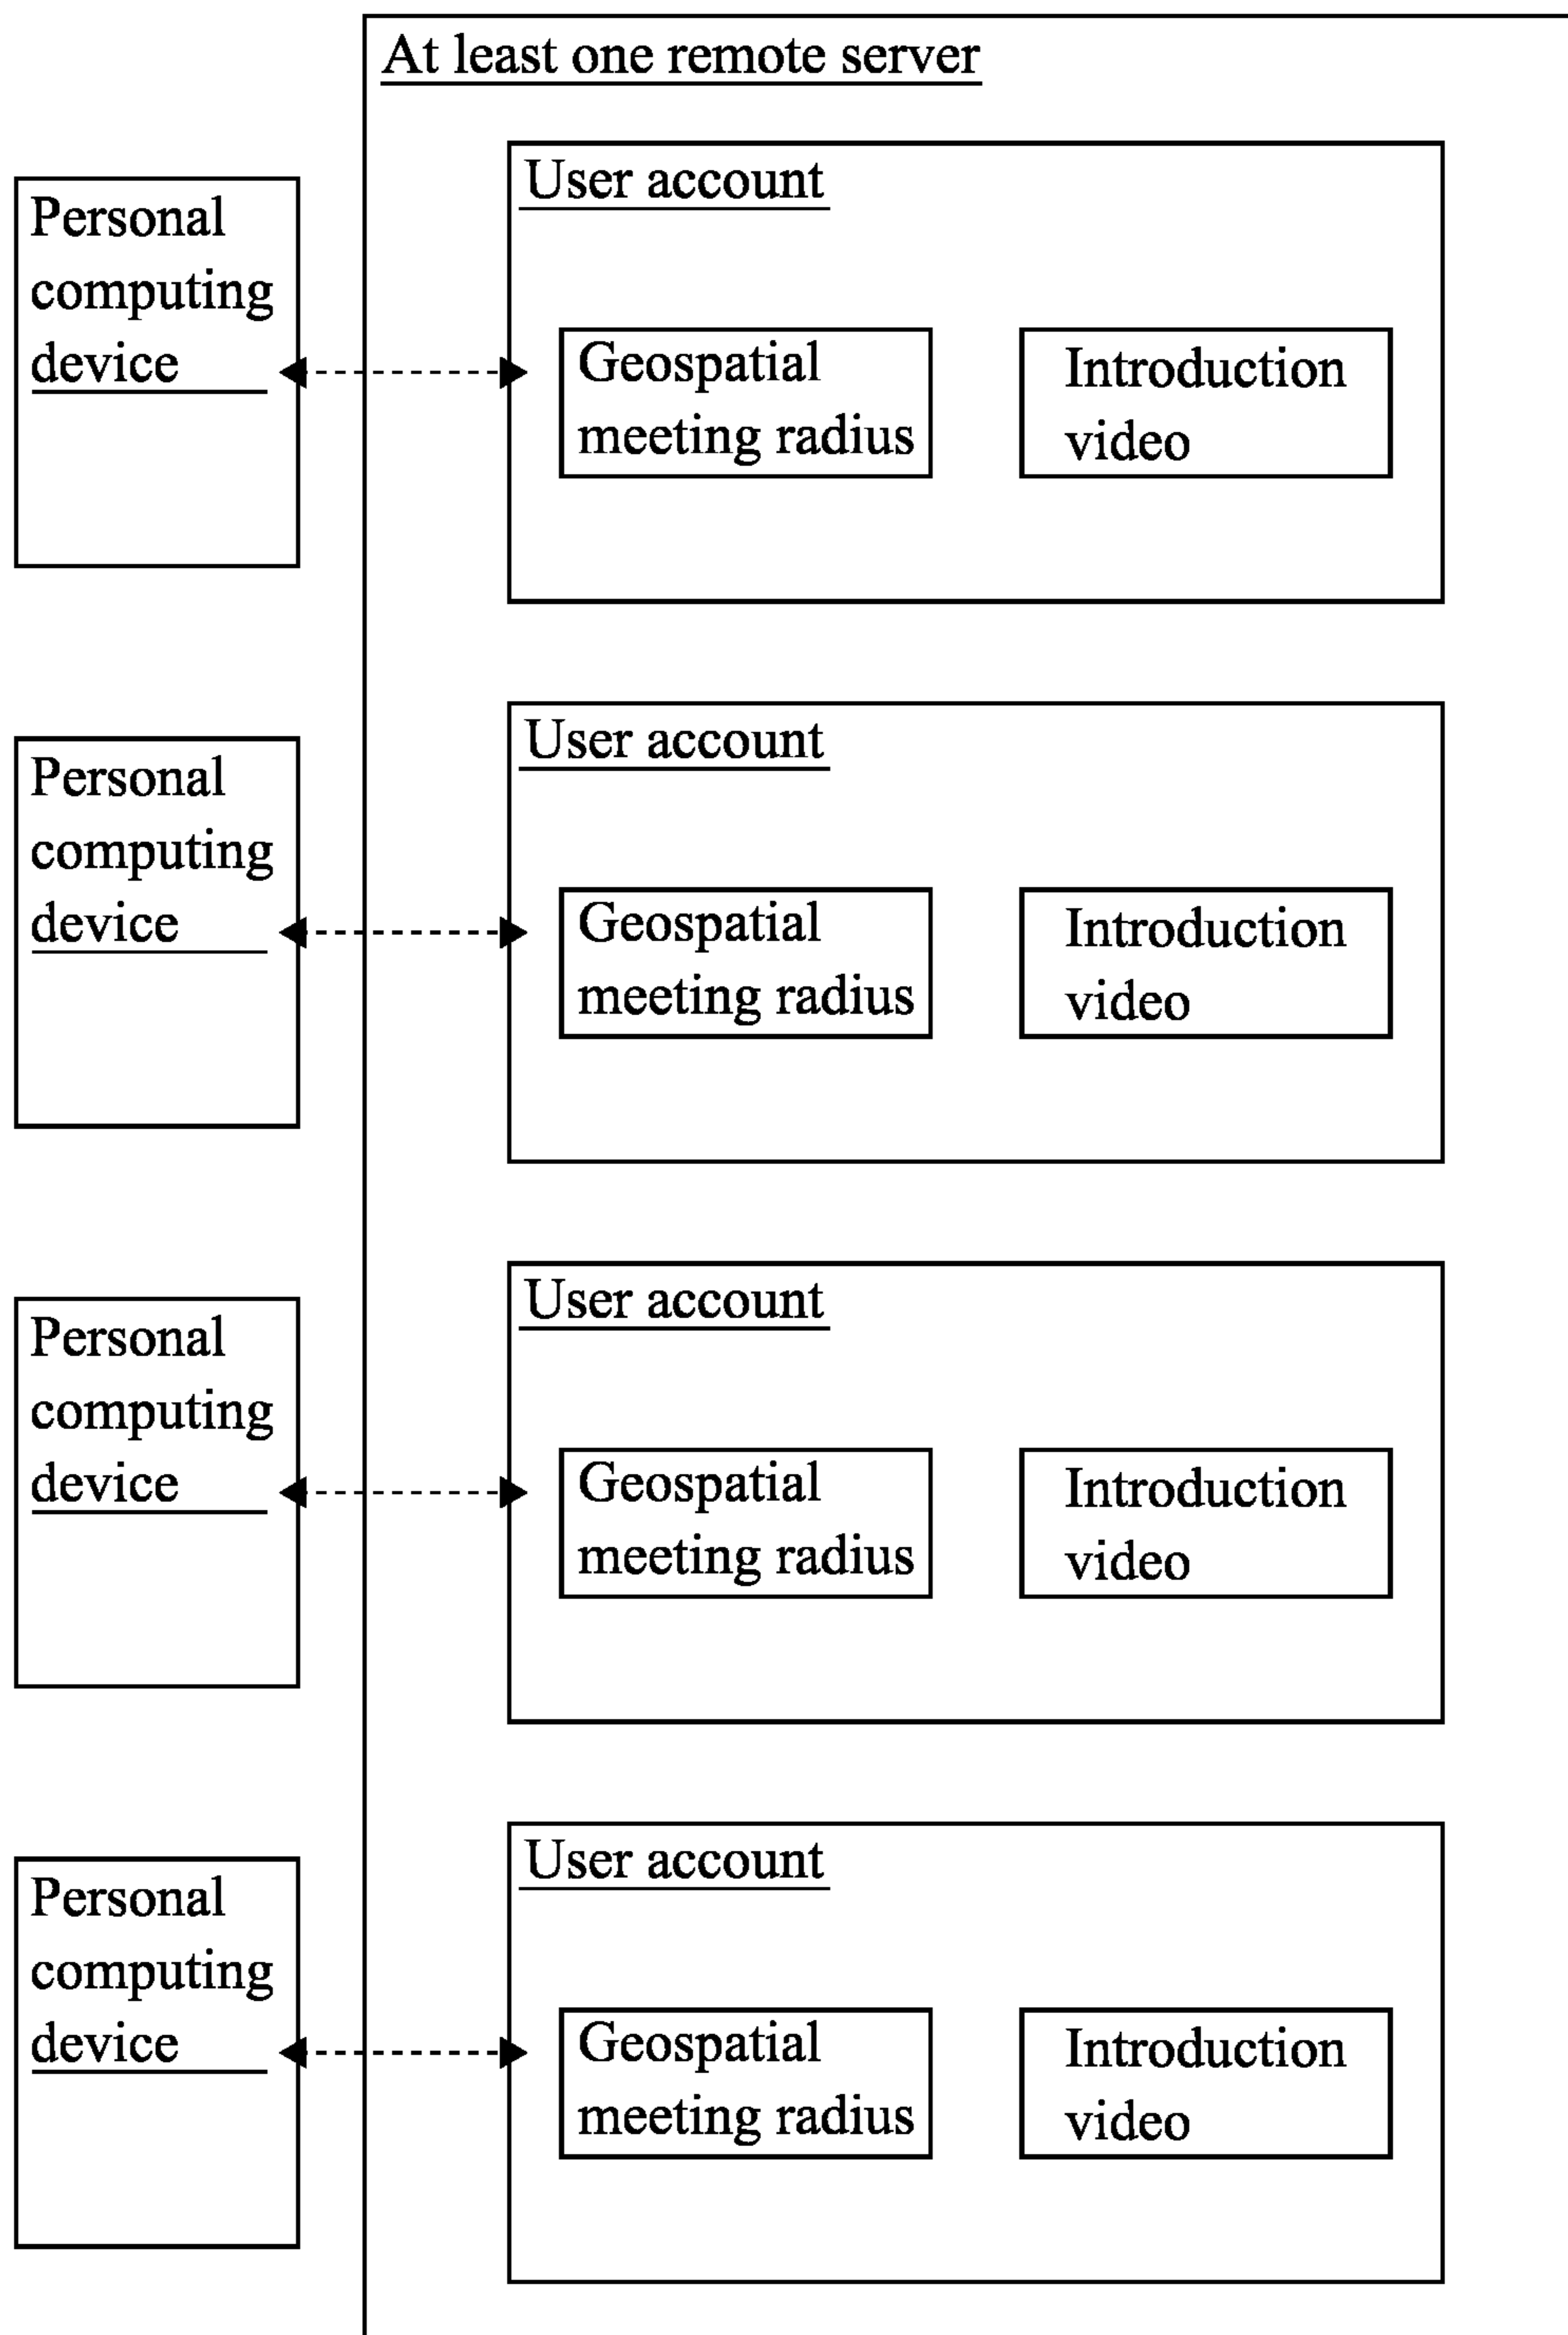 At least one remote server
User account
Personal
computing
device
Geospatial
meeting radius
Introduction
video
User account
Personal
computing
device
Geospatial
meeting radius
Introduction
video
User account
Personal
computing
device
Geospatial
meeting radius
Introduction
video
User account
Personal
computing
device
Geospatial
meeting radius
Introduction
video